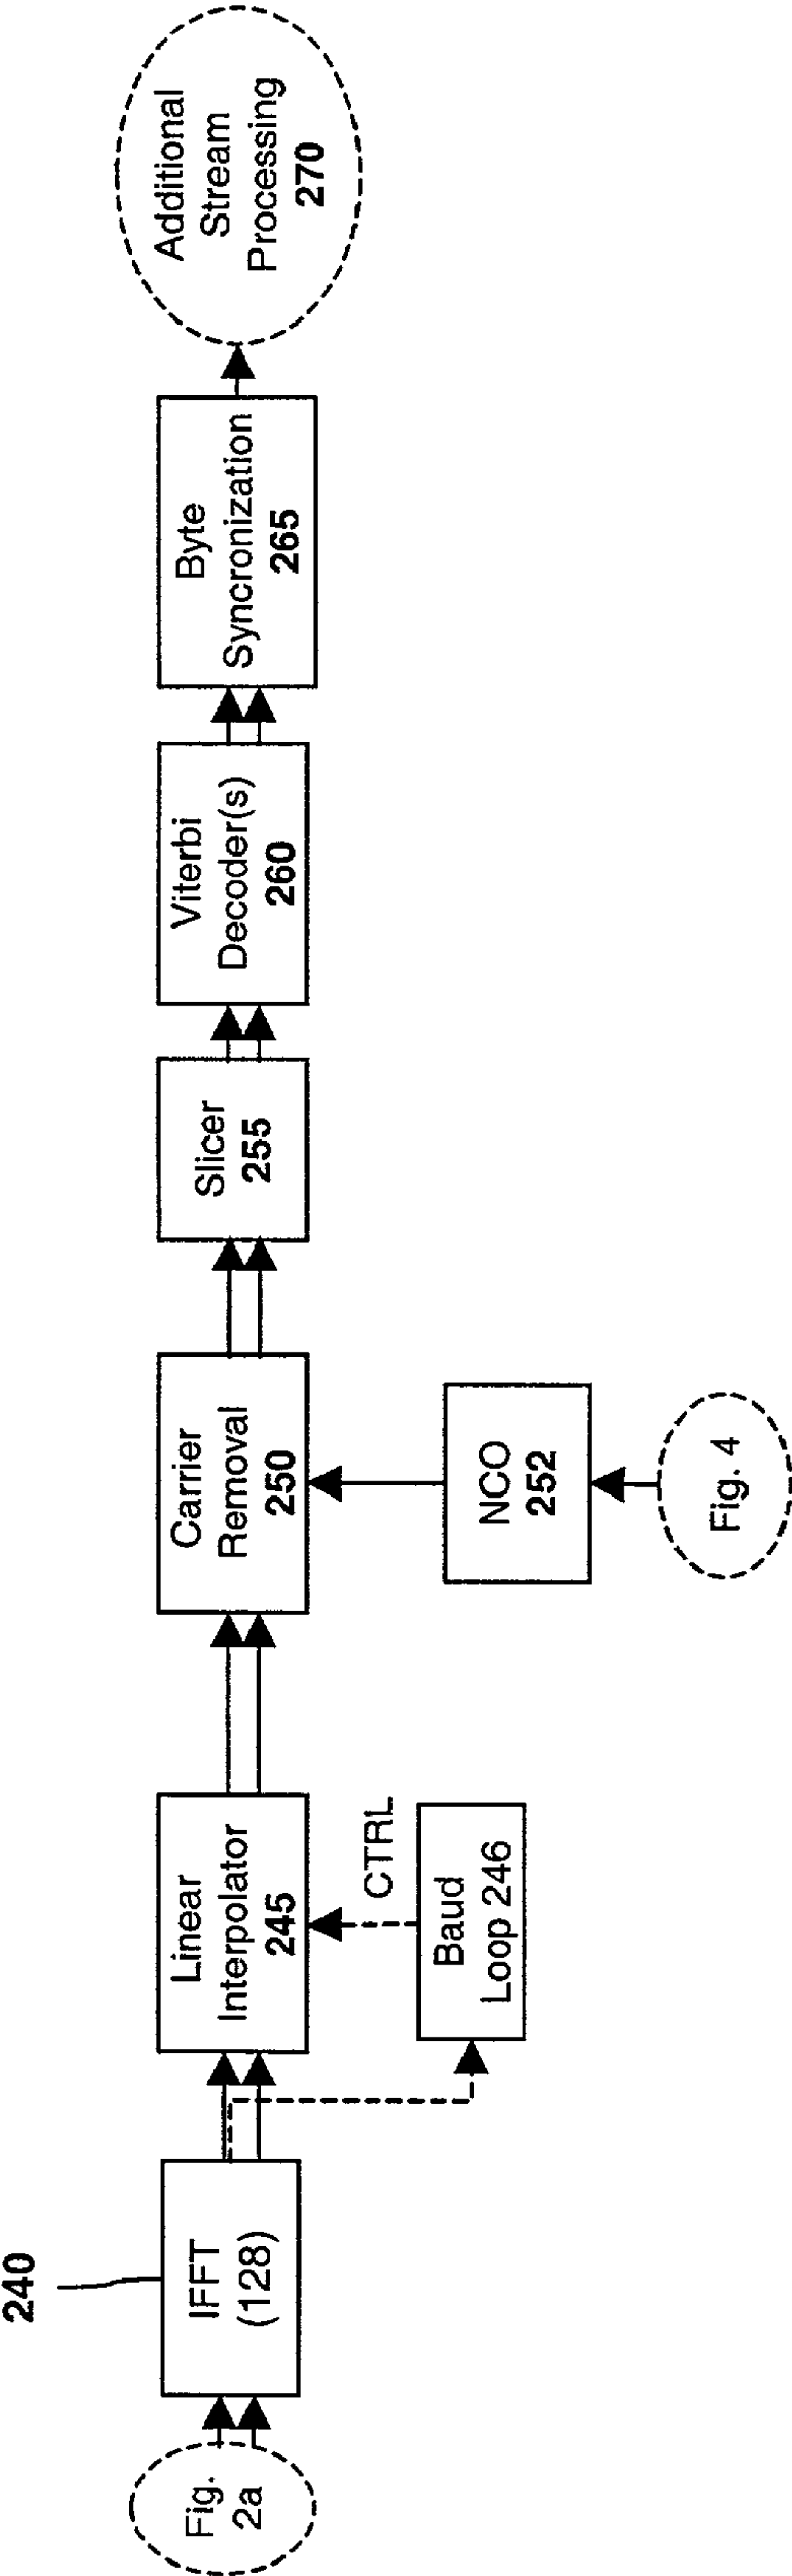 240
Fig.
2a
IFFT
(128)
Linear
Interpolator
245
CTRL
Baud
Loop 246
Carrier
Removal
250
NCO
252
Fig. 4
Slicer
255
Viterbi
Decoder(s)
260
Byte
Syncronization
265
Additional
Stream
Processing
270